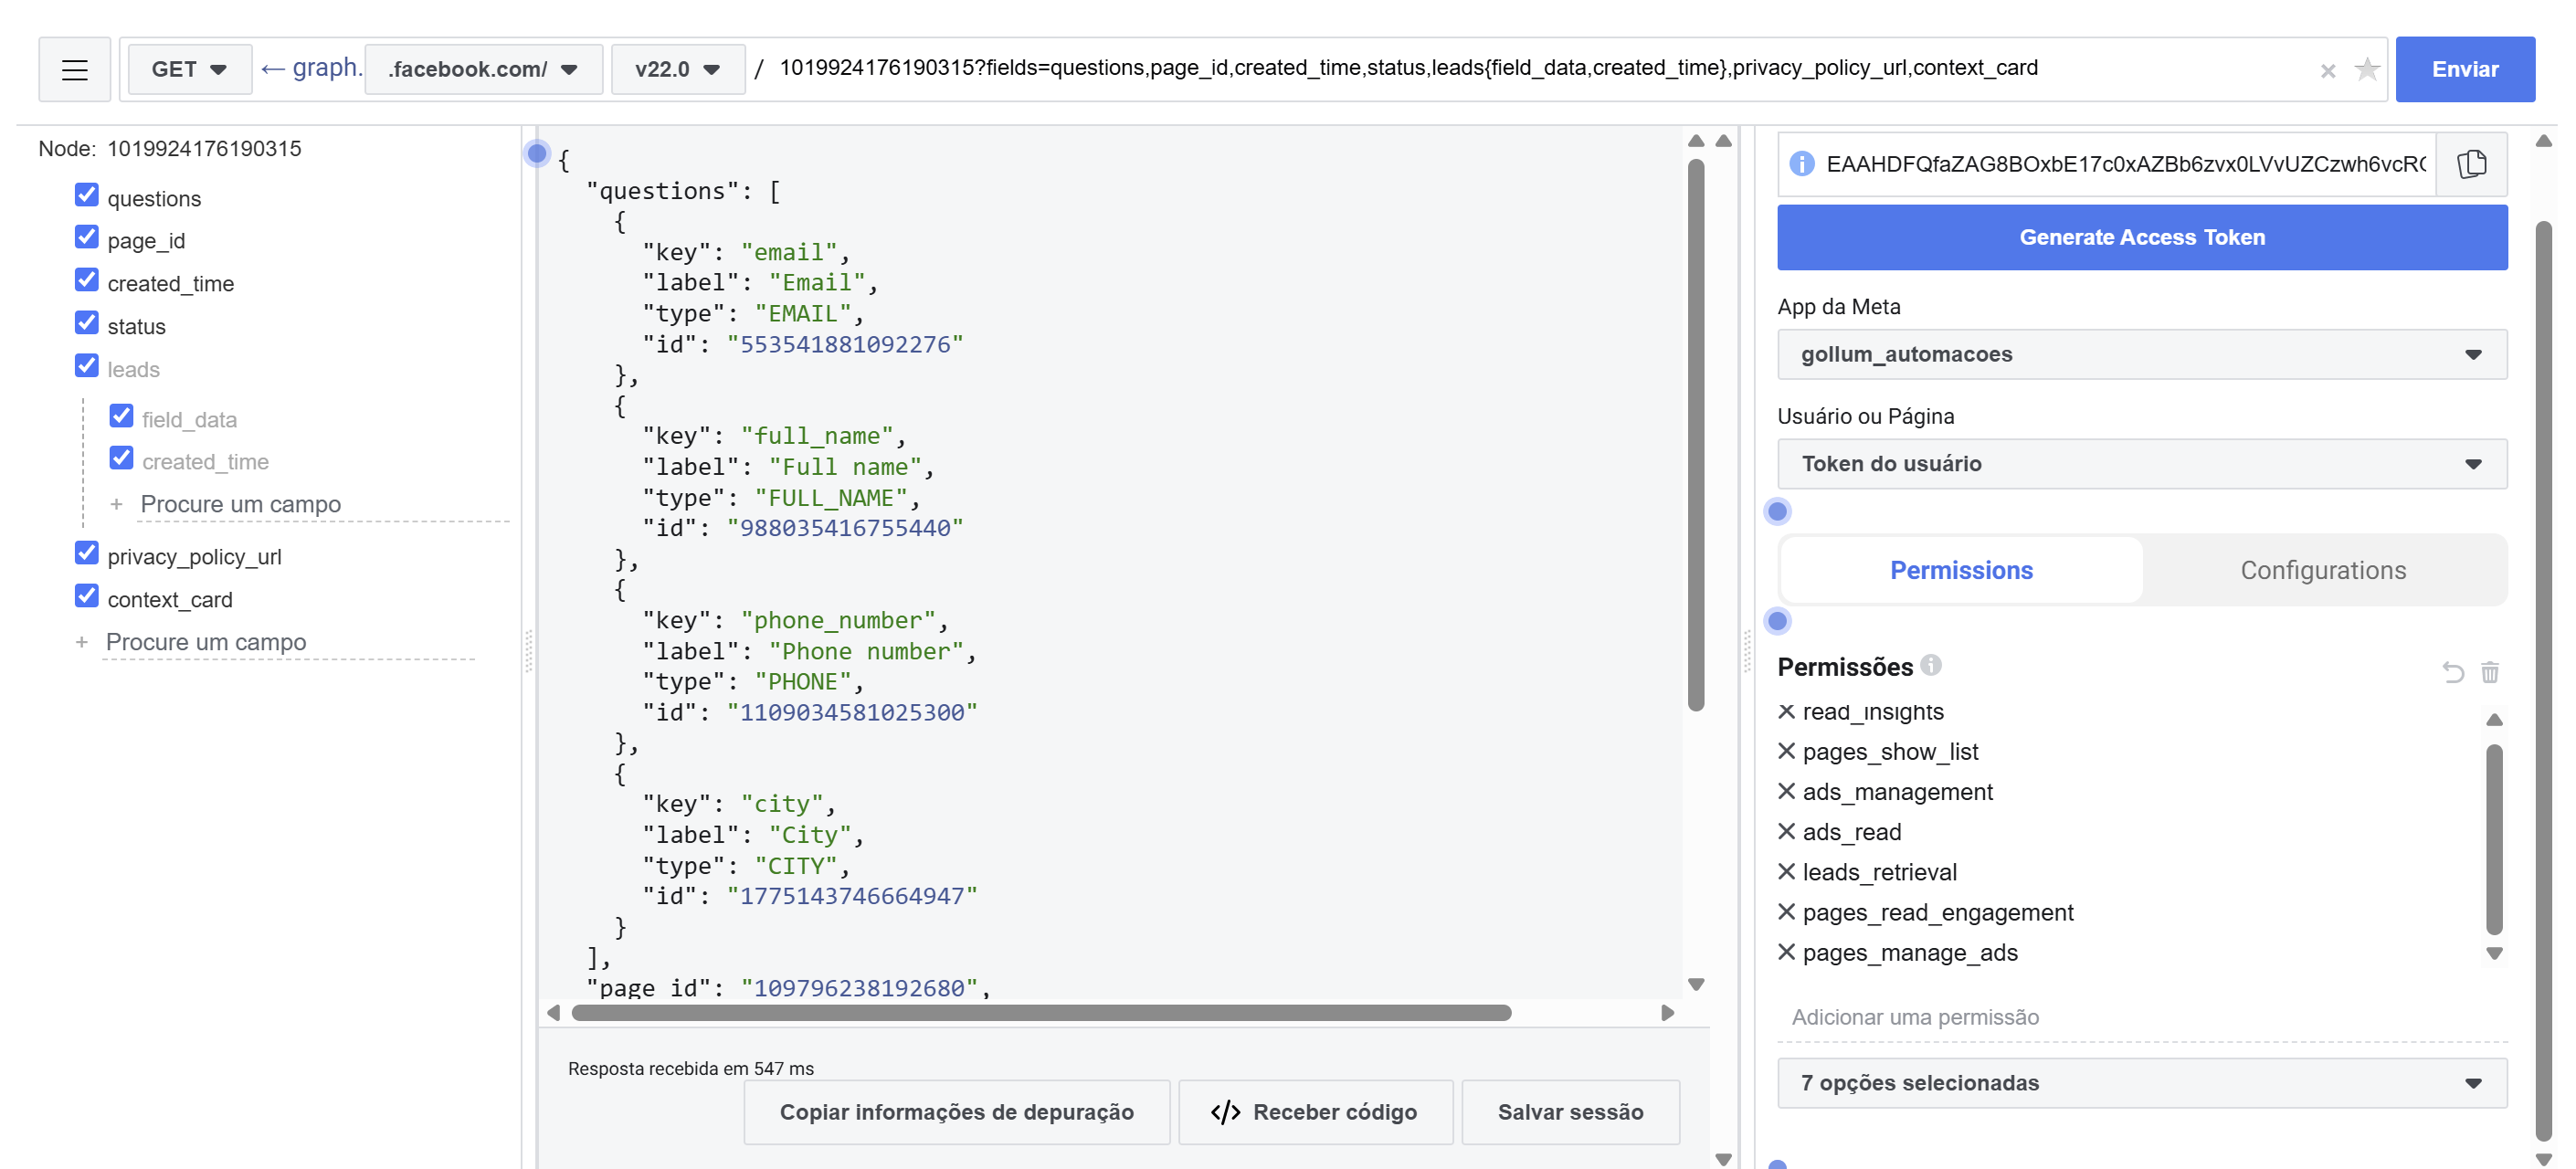 GET ← graph. .facebook.com/ v22.0 / 1019924176190315?fields=questions,page_id,created_time,status,leads{field_data,created_time},privacy_policy_url,context_card × Enviar
Node: 1019924176190315
questions
page_id
created_time
status
leads
field_data
created_time
+ Procure um campo
privacy_policy_url
context_card
+ Procure um campo
{
"questions": [
{
"key": "email",
"label": "Email",
"type": "EMAIL",
"id": "553541881092276"
},
{
"key": "full_name",
"label": "Full name",
"type": "FULL_NAME",
"id": "988035416755440"
},
{
"key": "phone_number",
"label": "Phone number",
"type": "PHONE",
"id": "1109034581025300"
},
{
"key": "city",
"label": "City",
"type": "CITY",
"id": "1775143746664947"
}
],
"page_id": "109796238192680",
Resposta recebida em 547 ms
Copiar informações de depuração
</> Receber código
Salvar sessão
EAAHDFQfaZAG8BOxbE17c0xAZBb6zvx0LVvUZCzwh6vcR
Generate Access Token
App da Meta
gollum_automacoes
Usuário ou Página
Token do usuário
Permissions
Configurations
Permissões
read_insights
pages_show_list
ads_management
ads_read
leads_retrieval
pages_read_engagement
pages_manage_ads
Adicionar uma permissão
7 opções selecionadas